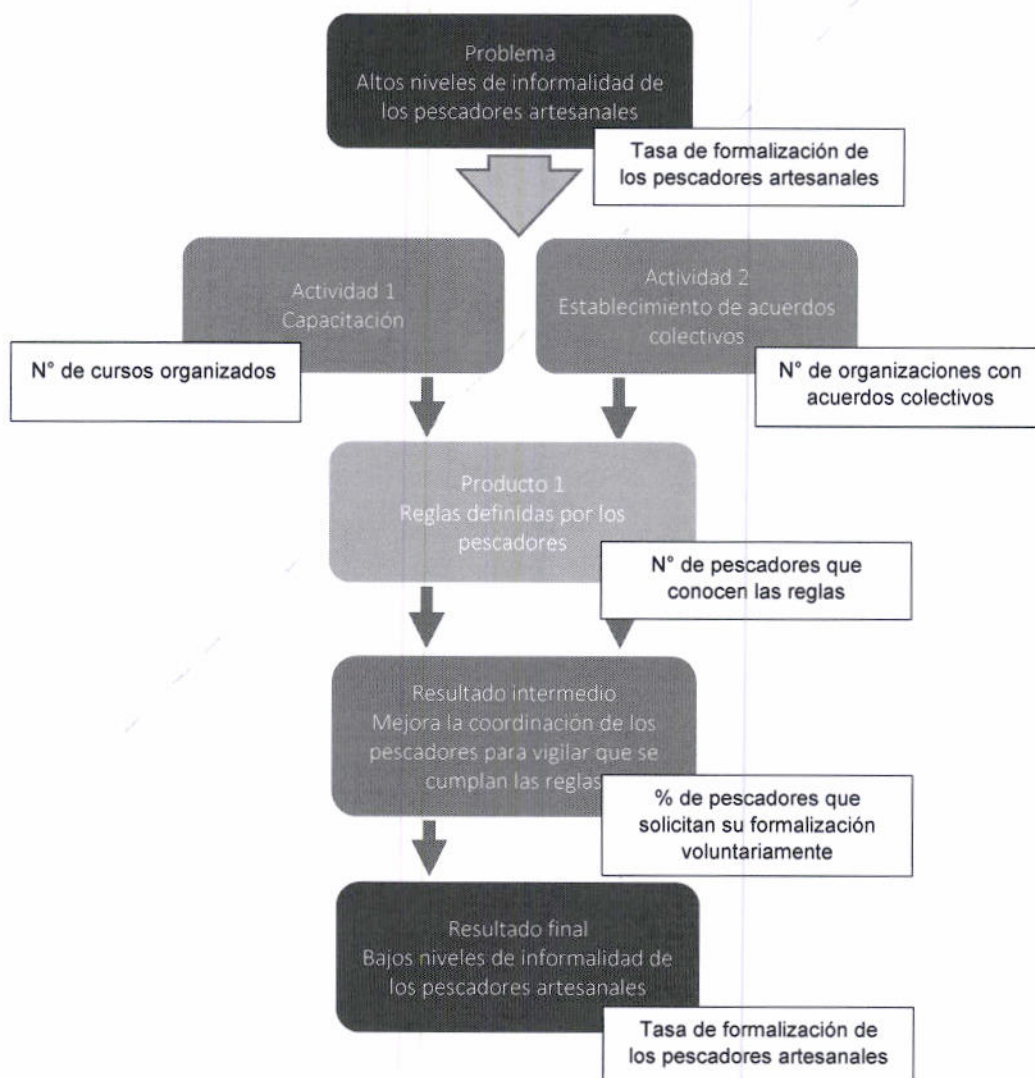 Problema
Altos niveles de informalidad de
los pescadores artesanales
Tasa de formalización de
los pescadores artesanales
Actividad 1
Capacitación
N° de cursos organizados
Actividad 2
Establecimiento de acuerdos
colectivos
N° de organizaciones con
acuerdos colectivos
Producto 1
Reglas definidas por los
pescadores
N° de pescadores que
conocen las reglas
Resultado intermedio
Mejora la coordinación de los
pescadores para vigilar que se
cumplan las reglas
% de pescadores que
solicitan su formalización
voluntariamente
Resultado final
Bajos niveles de informalidad de
los pescadores artesanales
Tasa de formalización de
los pescadores artesanales